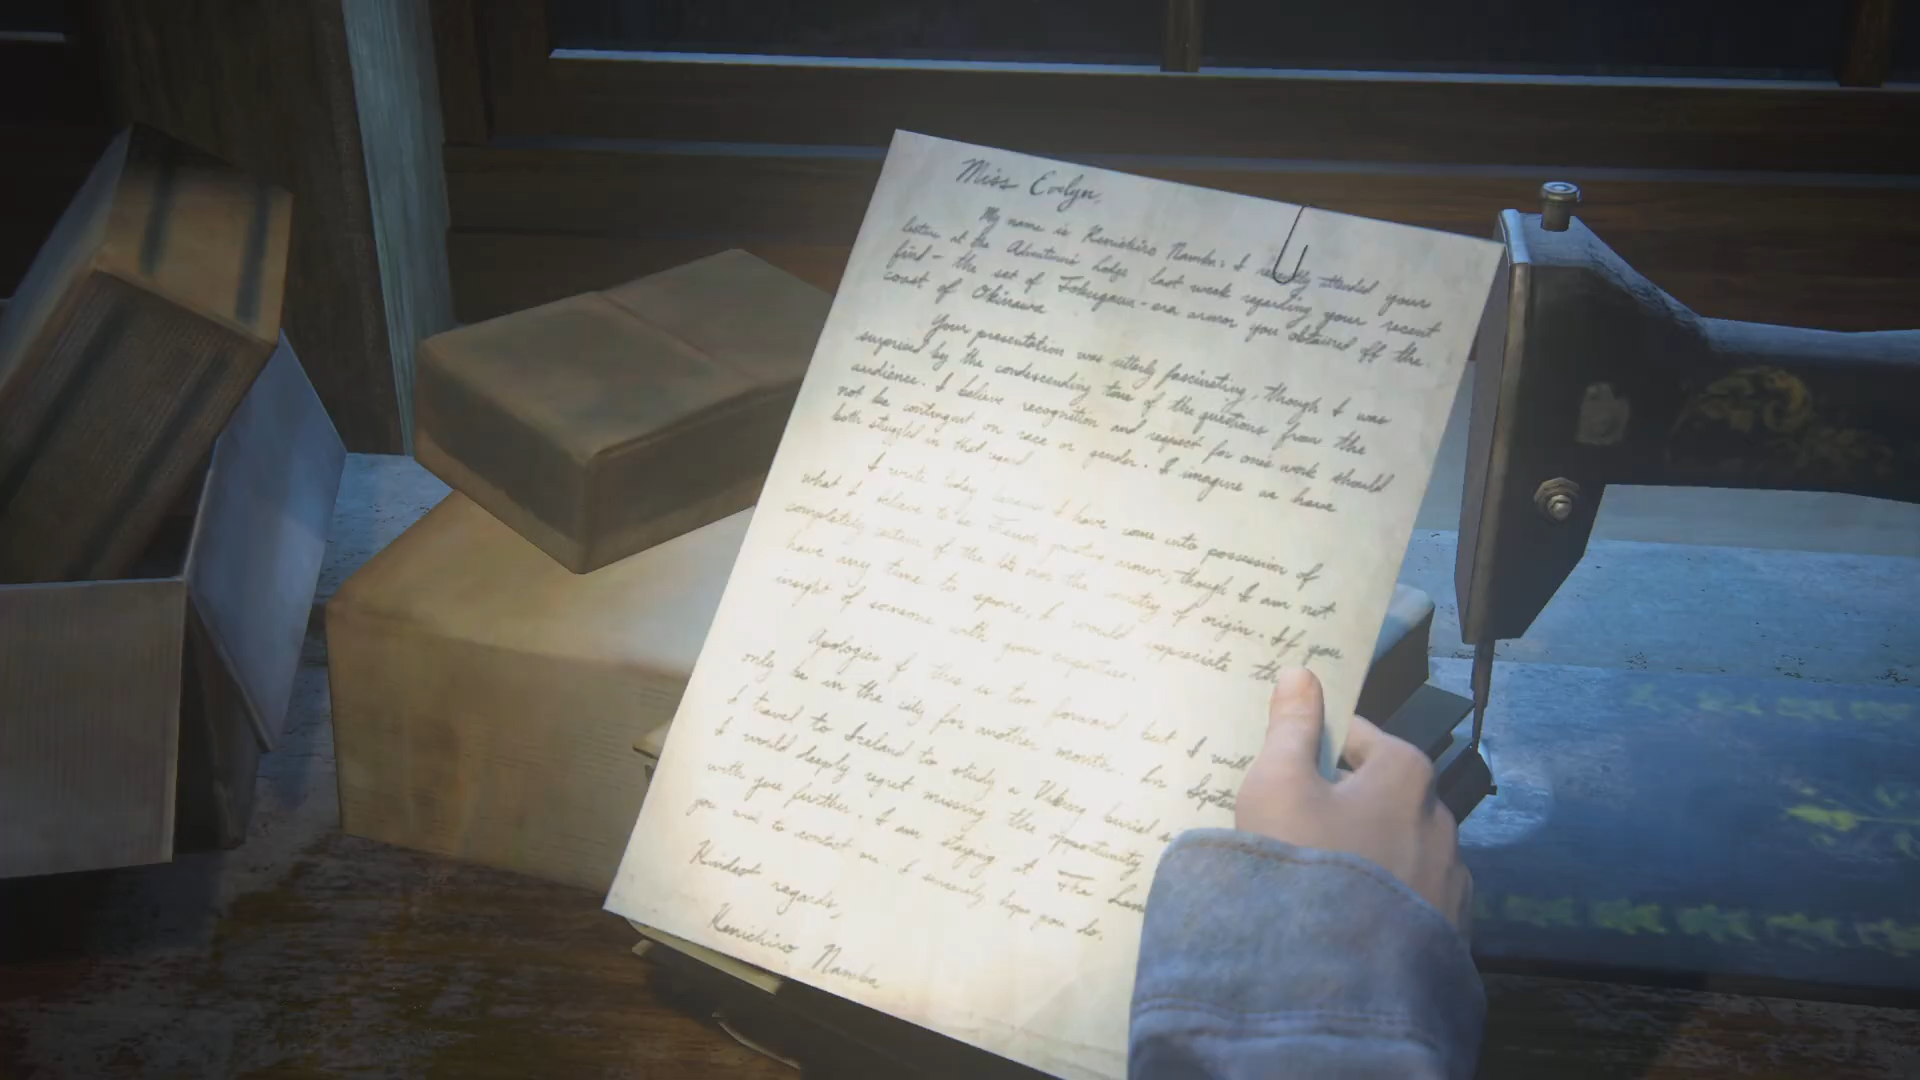 Miss Evelyn,
My name is Kenichiro Namba. I recently attended your
lecture at the Adventurer's Lodge last week regarding your recent
find - the set of Tokugawa-era armor you obtained off the
coast of Okinawa
Your presentation was utterly fascinating, though I was
surprised by the condescending tone of the questions from the
audience. I believe recognition and respect for one's work should
not be contingent on race or gender. I imagine we have
both struggled in that regard
I write today because I have come into possession of
what I believe to be Finnish armor, though I am not
completely certain of the date nor the country of origin. If you
have any time to spare, I would appreciate the
insight of someone with your expertise.
Apologies if this is too forward but I will
only be in the city for another month. In
I travel to Iceland to study a Viking burial
I would deeply regret missing the opportunity
with you further. I am staying at The
you wish to contact me. I sincerely hope you do.
Kindest regards,
Kenichiro Namba